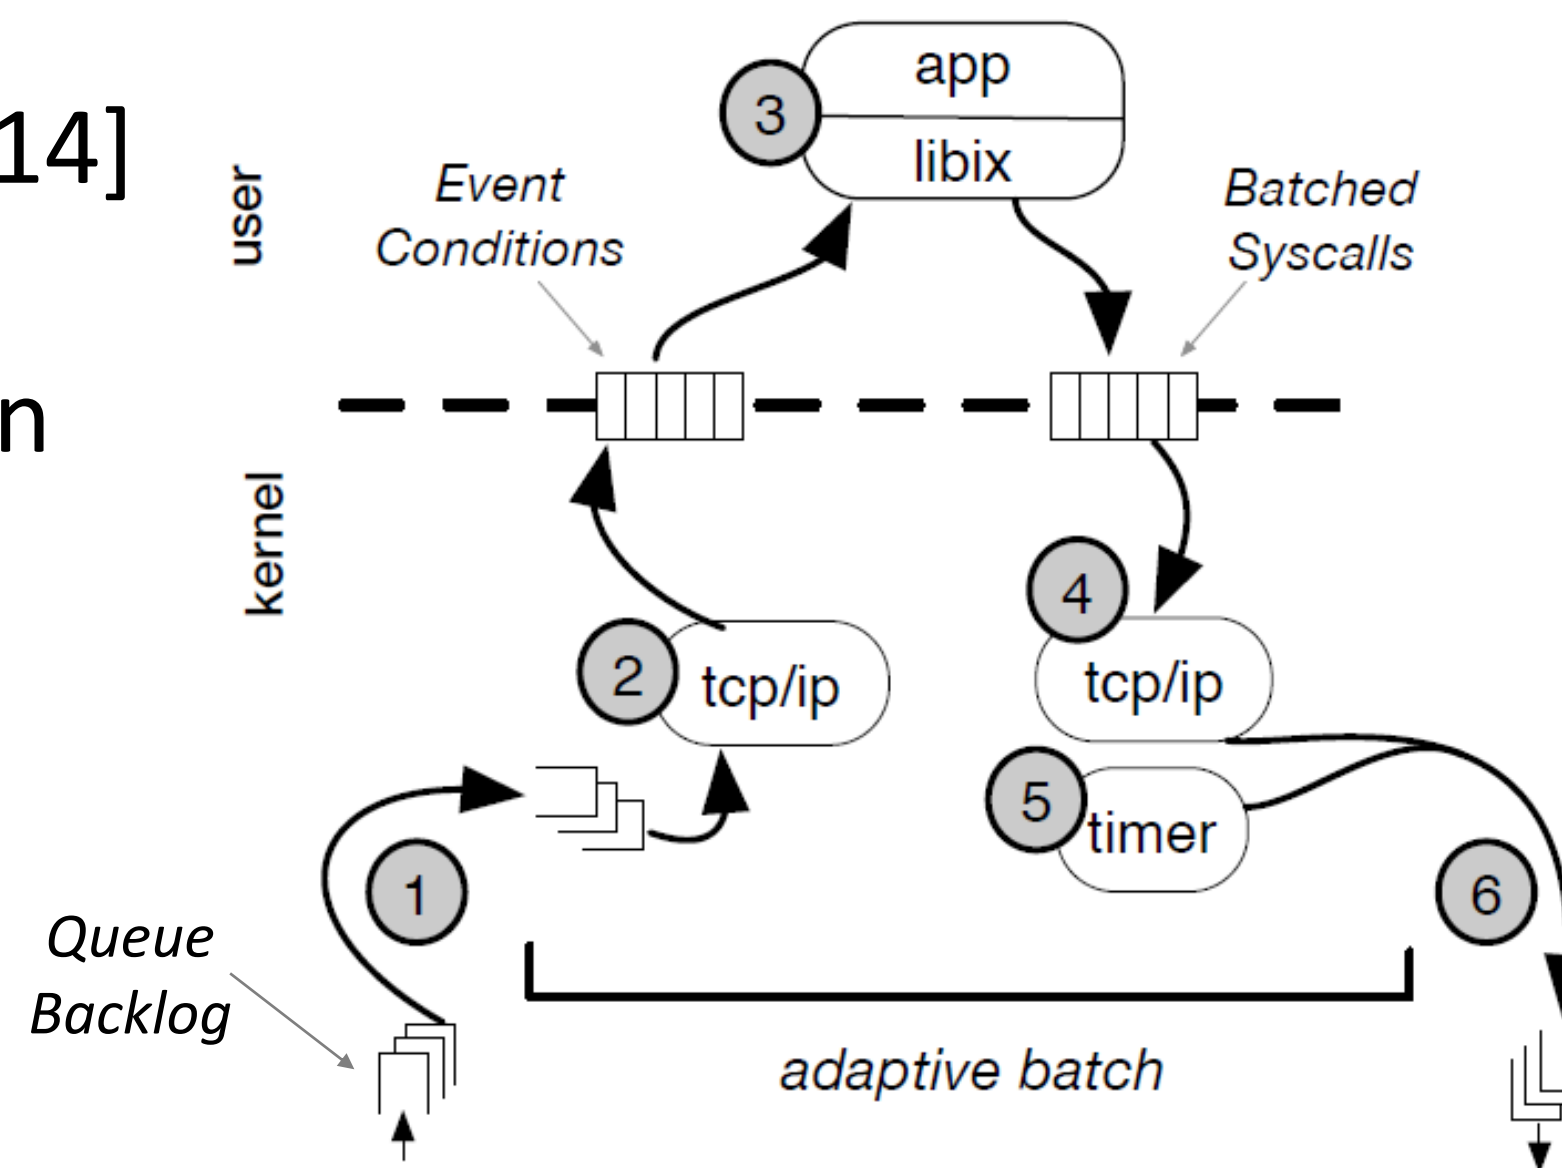 14]
n
user
kernel
app
libix
3
Event
Conditions
Batched
Syscalls
2
tcp/ip
4
tcp/ip
5
timer
1
6
Queue
Backlog
adaptive batch